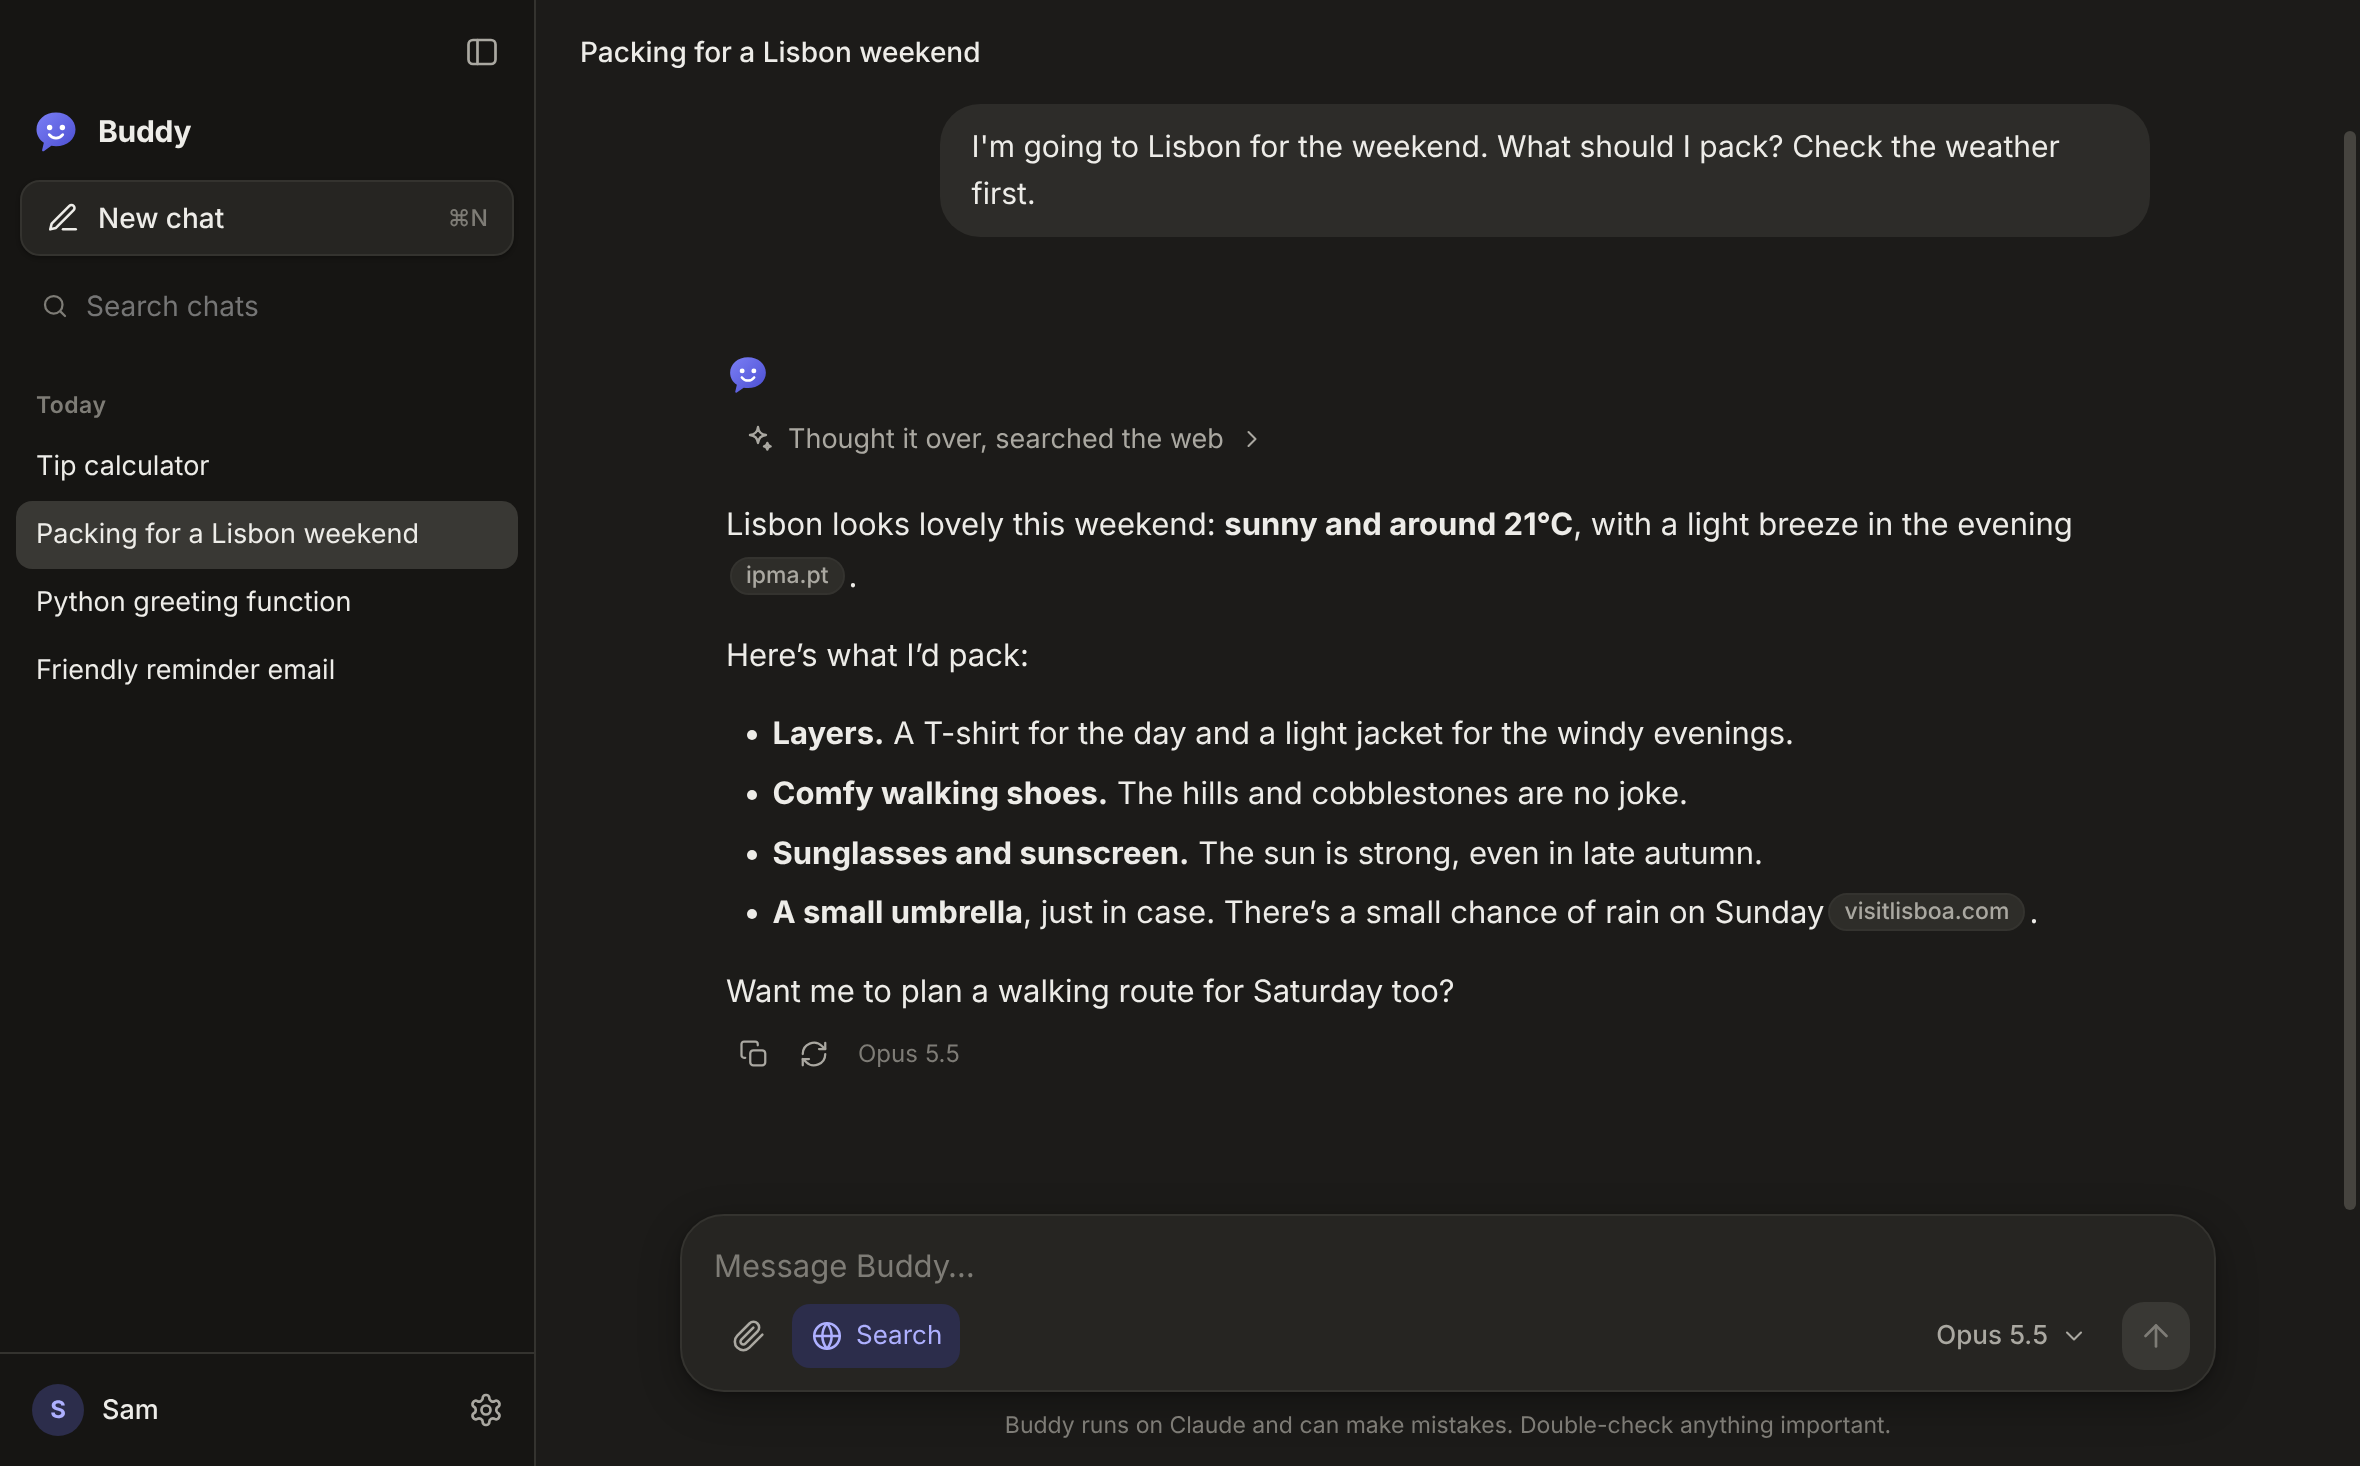 Buddy
New chat ⌘N
Search chats
Today
Tip calculator
Packing for a Lisbon weekend
Python greeting function
Friendly reminder email
S Sam
Packing for a Lisbon weekend
I'm going to Lisbon for the weekend. What should I pack? Check the weather
first.
Thought it over, searched the web
Lisbon looks lovely this weekend: sunny and around 21°C, with a light breeze in the evening
ipma.pt .
Here’s what I’d pack:
• Layers. A T-shirt for the day and a light jacket for the windy evenings.
• Comfy walking shoes. The hills and cobblestones are no joke.
• Sunglasses and sunscreen. The sun is strong, even in late autumn.
• A small umbrella, just in case. There’s a small chance of rain on Sunday visitlisboa.com .
Want me to plan a walking route for Saturday too?
Opus 5.5
Message Buddy...
Search Opus 5.5
Buddy runs on Claude and can make mistakes. Double-check anything important.